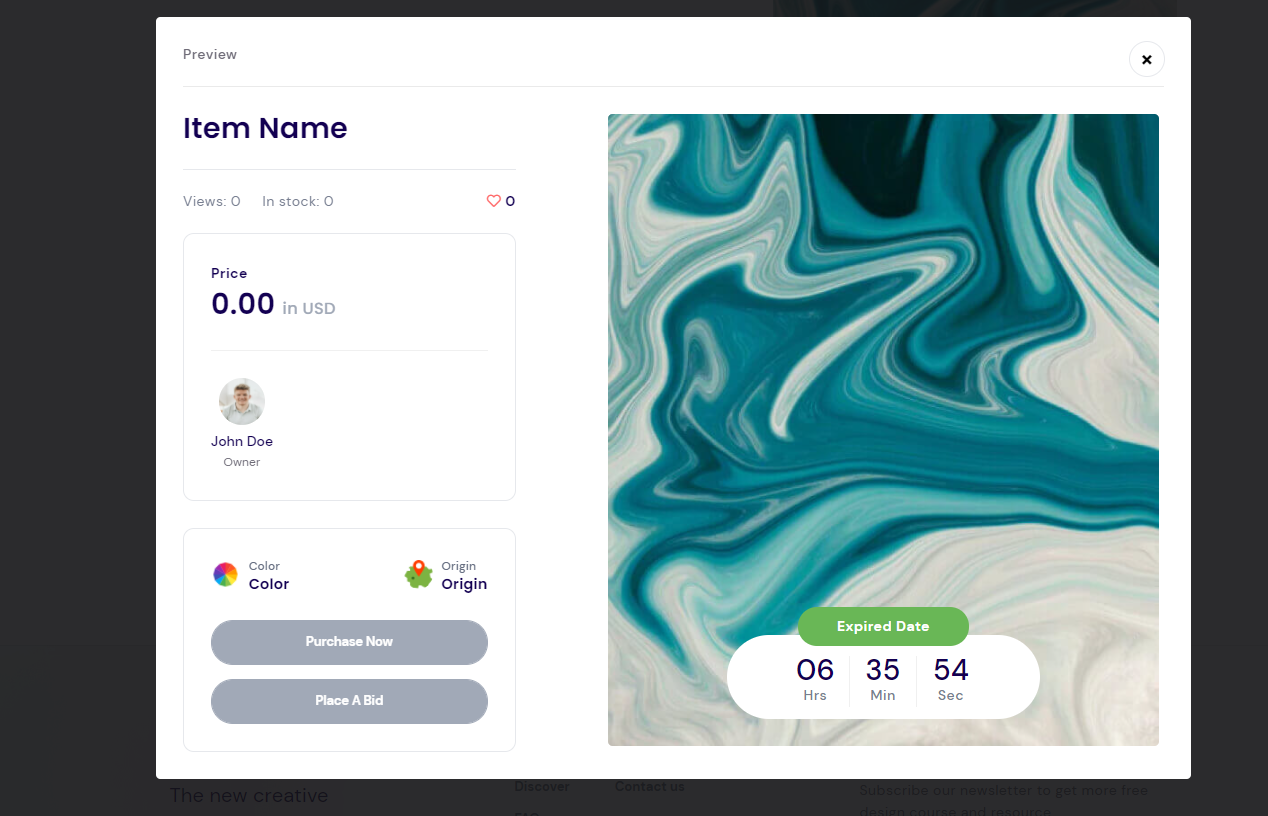 Preview
Item Name
Views: 0 In stock: 0 0
Price
0.00 in USD
John Doe
Owner
Color
Color
Origin
Origin
Purchase Now
Place A Bid
Expired Date
06 35 54
Hrs Min Sec
Discover Contact us
The new creative
Subscribe our newsletter to get more free
design course and resource.
FAQ